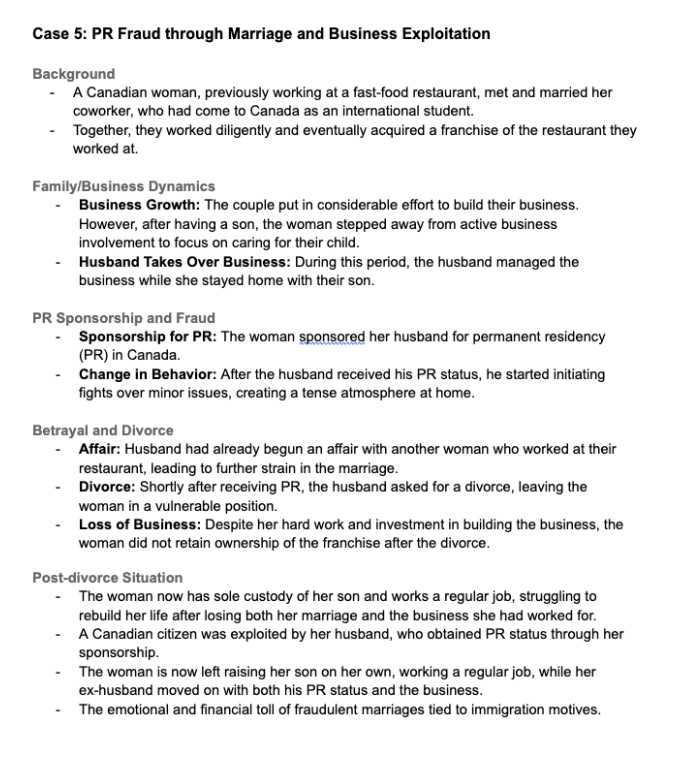 Case 5: PR Fraud through Marriage and Business Exploitation
Background
- A Canadian woman, previously working at a fast-food restaurant, met and married her
coworker, who had come to Canada as an international student.
- Together, they worked diligently and eventually acquired a franchise of the restaurant they
worked at.
Family/Business Dynamics
- Business Growth: The couple put in considerable effort to build their business.
However, after having a son, the woman stepped away from active business
involvement to focus on caring for their child.
- Husband Takes Over Business: During this period, the husband managed the
business while she stayed home with their son.
PR Sponsorship and Fraud
- Sponsorship for PR: The woman sponsored her husband for permanent residency
(PR) in Canada.
- Change in Behavior: After the husband received his PR status, he started initiating
fights over minor issues, creating a tense atmosphere at home.
Betrayal and Divorce
- Affair: Husband had already begun an affair with another woman who worked at their
restaurant, leading to further strain in the marriage.
- Divorce: Shortly after receiving PR, the husband asked for a divorce, leaving the
woman in a vulnerable position.
- Loss of Business: Despite her hard work and investment in building the business, the
woman did not retain ownership of the franchise after the divorce.
Post-divorce Situation
- The woman now has sole custody of her son and works a regular job, struggling to
rebuild her life after losing both her marriage and the business she had worked for.
- A Canadian citizen was exploited by her husband, who obtained PR status through her
sponsorship.
- The woman is now left raising her son on her own, working a regular job, while her
ex-husband moved on with both his PR status and the business.
- The emotional and financial toll of fraudulent marriages tied to immigration motives.